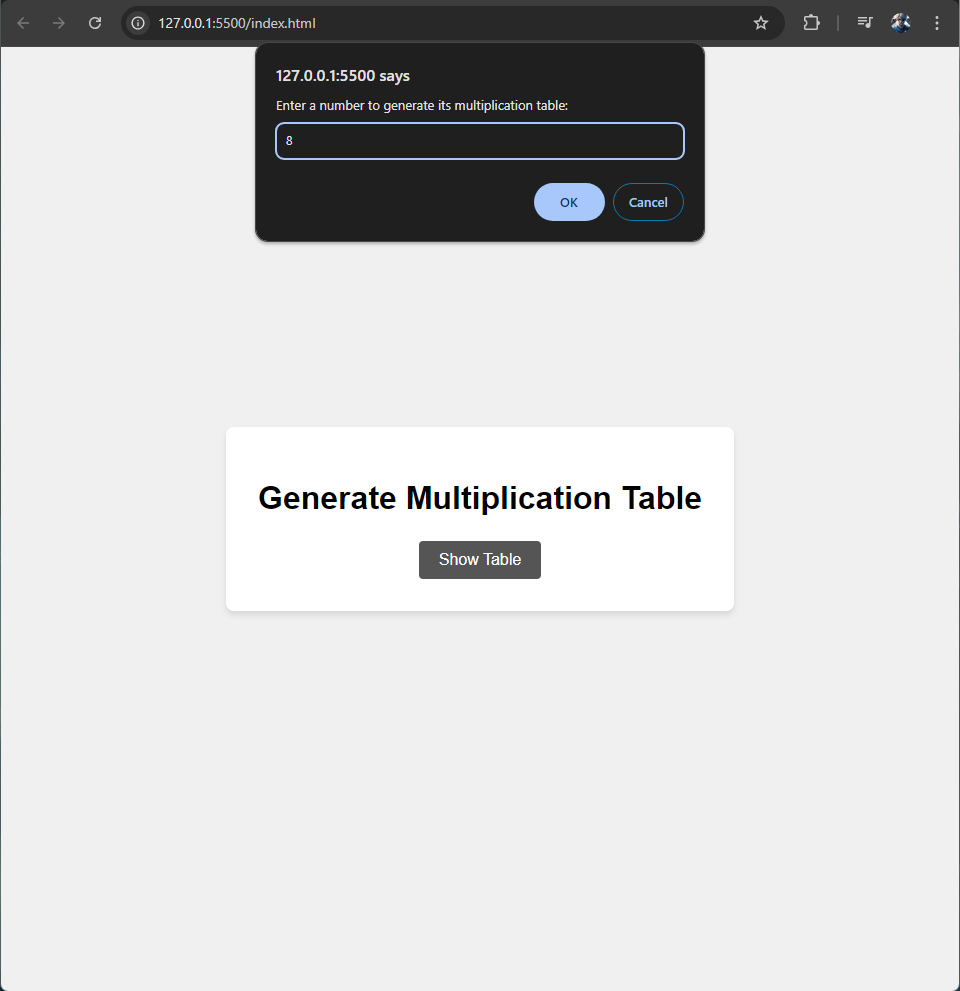 127.0.0.1:5500/index.html
127.0.0.1:5500 says
Enter a number to generate its multiplication table:
8
OK Cancel
Generate Multiplication Table
Show Table